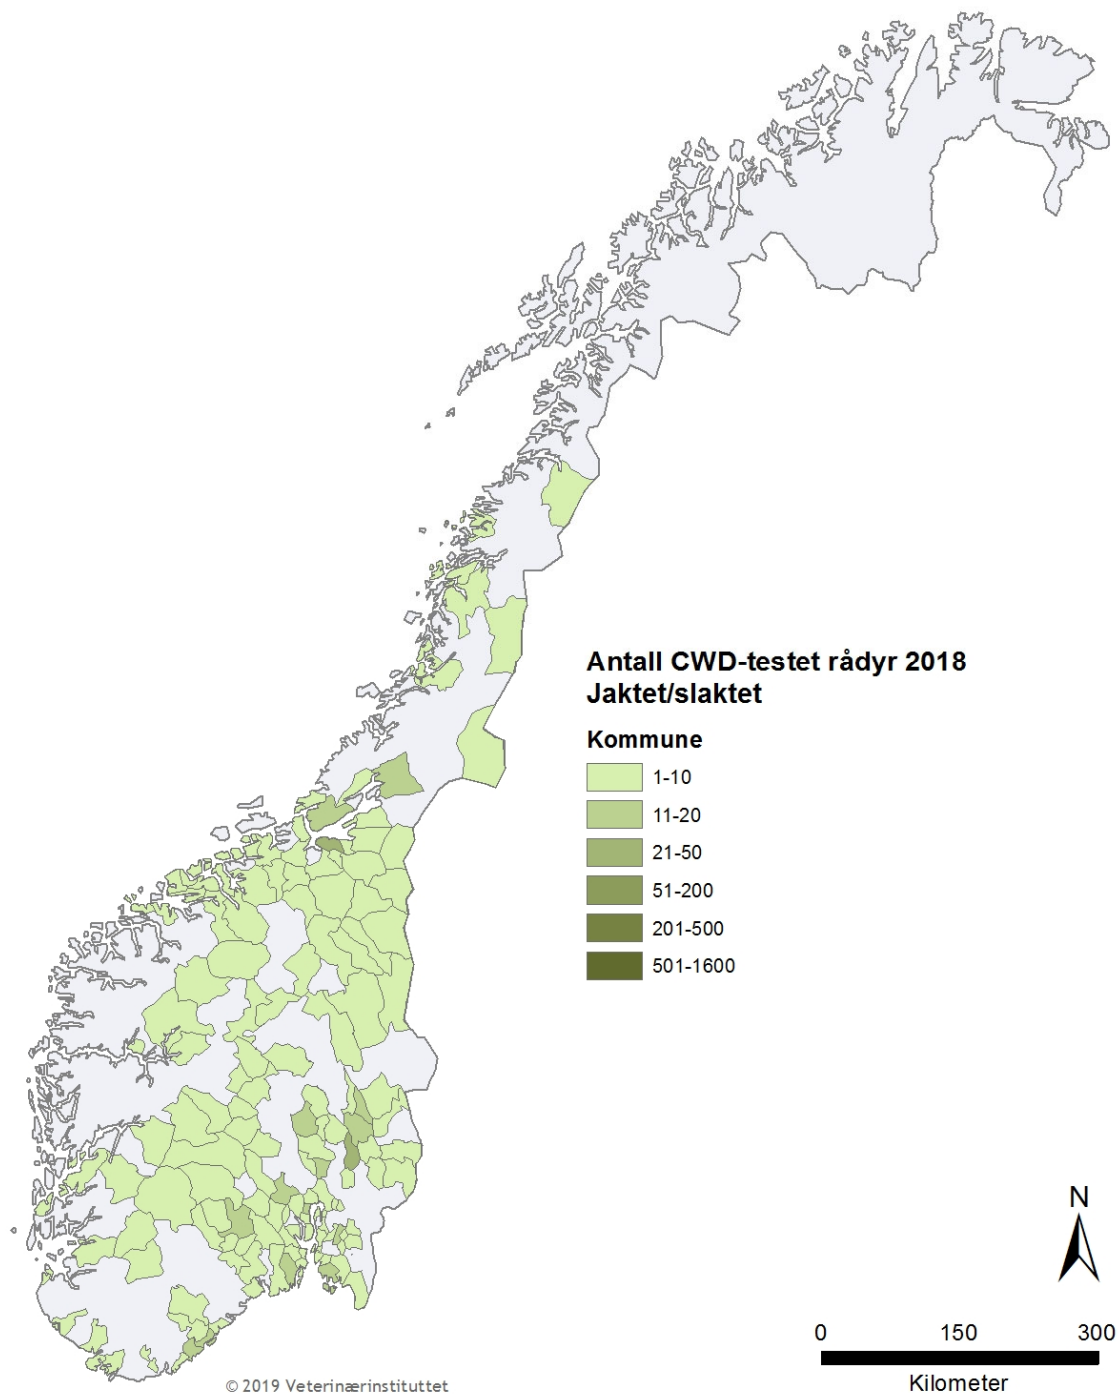 Antall CWD-testet rådyr 2018
Jaktet/slaktet
Kommune
1-10
11-20
21-50
51-200
201-500
501-1600
N
0 150 300
Kilometer
© 2019 Veterinærinstituttet